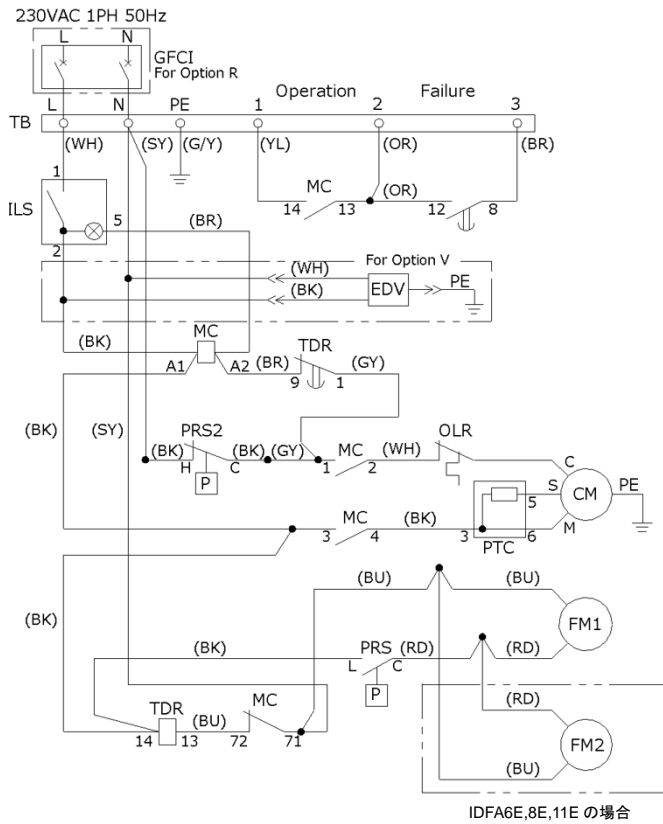 230VAC 1PH 50Hz
L N
GFCI
For Option R
Operation Failure
L N PE 1 2 3
TB
(WH) (SY) (G/Y) (YL) (OR) (BR)
1
MC (OR)
14 13 12 8
ILS
5 (BR)
2
For Option V
(WH)
(BK) EDV PE
(BK) MC TDR
A1 A2 (BR) (GY)
9 1
(BK) (SY) PRS2 OLR
(BK) (BK) (GY) MC (WH)
H C 1 2 C
P
S 5 CM PE
MC (BK)
3 4 3 6 M
PTC
(BU) (BU)
(BK)
FM1
(BK) PRS (RD) (RD)
L C
P
(RD)
TDR MC
(BU)
14 13 72 71
FM2
(BU)
IDFA6E,8E,11E の場合